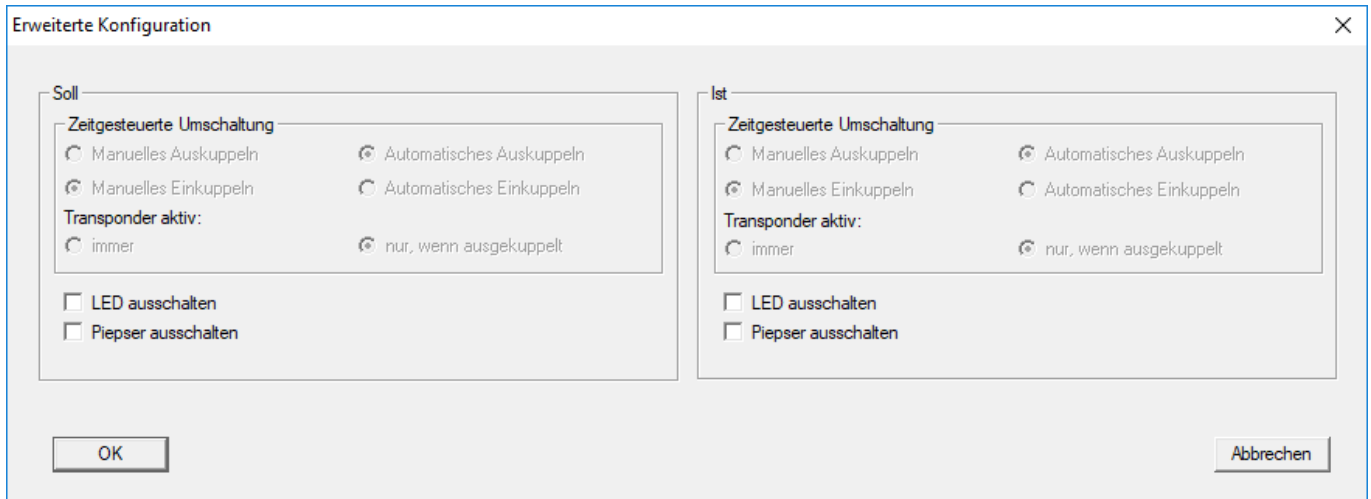 Erweiterte Konfiguration
Soll
Zeitgesteuerte Umschaltung
Manuelles Auskuppeln Automatisches Auskuppeln
Manuelles Einkuppeln Automatisches Einkuppeln
Transponder aktiv:
immer nur, wenn ausgekuppelt
LED ausschalten
Piepser ausschalten
Ist
Zeitgesteuerte Umschaltung
Manuelles Auskuppeln Automatisches Auskuppeln
Manuelles Einkuppeln Automatisches Einkuppeln
Transponder aktiv:
immer nur, wenn ausgekuppelt
LED ausschalten
Piepser ausschalten
OK
Abbrechen